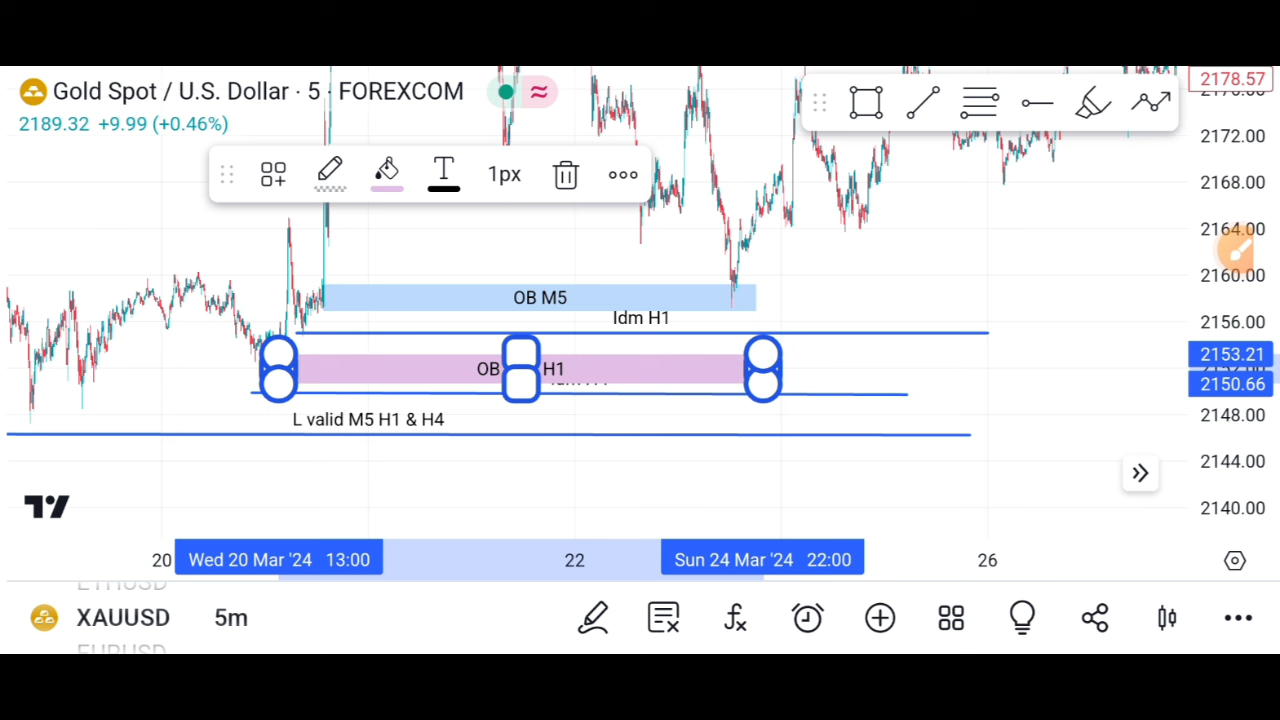 Gold Spot / U.S. Dollar · 5 · FOREXCOM
2189.32 +9.99 (+0.46%)
1px
2178.57
2172.00
2168.00
2164.00
2160.00
OB M5
Idm H1
2156.00
2153.21
OB H1
2150.66
2148.00
L valid M5 H1 & H4
2144.00
2140.00
20
Wed 20 Mar '24 13:00
22
Sun 24 Mar '24 22:00
26
ETHUSD
XAUUSD 5m
EURUSD